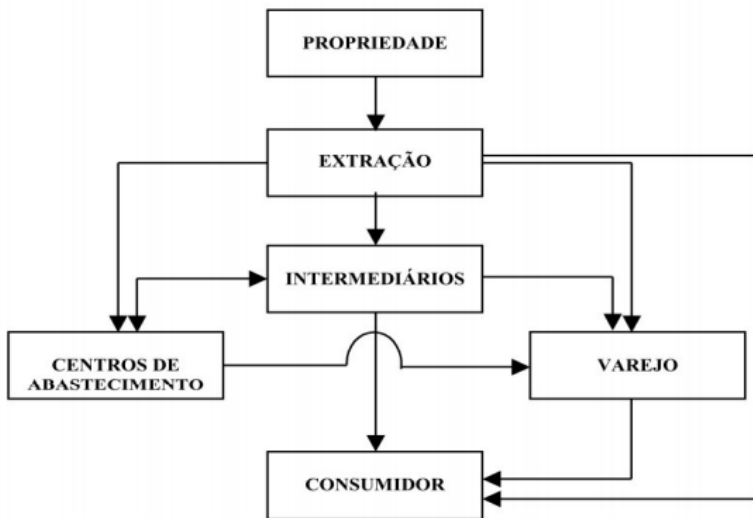 PROPRIEDADE
EXTRAÇÃO
INTERMEDIÁRIOS
CENTROS DE
ABASTECIMENTO
VAREJO
CONSUMIDOR